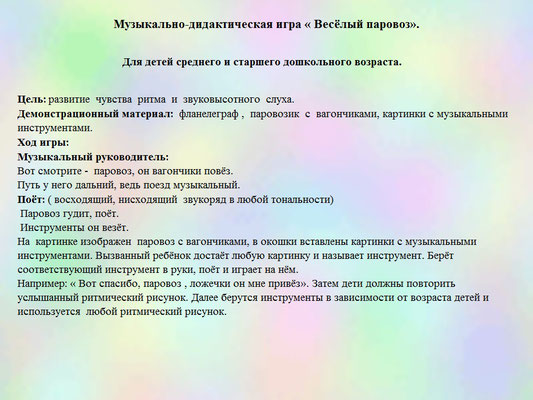 Музыкально-дидактическая игра « Весёлый паровоз».
Для детей среднего и старшего дошкольного возраста.
Цель: развитие чувства ритма и звуковысотного слуха.
Демонстрационный материал: фланелеграф , паровозик с вагончиками, картинки с музыкальными
инструментами.
Ход игры:
Музыкальный руководитель:
Вот смотрите - паровоз, он вагончики повёз.
Путь у него дальний, ведь поезд музыкальный.
Поёт: ( восходящий, нисходящий звукоряд в любой тональности)
Паровоз гудит, поёт.
Инструменты он везёт.
На картинке изображен паровоз с вагончиками, в окошки вставлены картинки с музыкальными
инструментами. Вызванный ребёнок достаёт любую картинку и называет инструмент. Берёт
соответствующий инструмент в руки, поёт и играет на нём.
Например: « Вот спасибо, паровоз , ложечки он мне привёз». Затем дети должны повторить
услышанный ритмический рисунок. Далее берутся инструменты в зависимости от возраста детей и
используется любой ритмический рисунок.